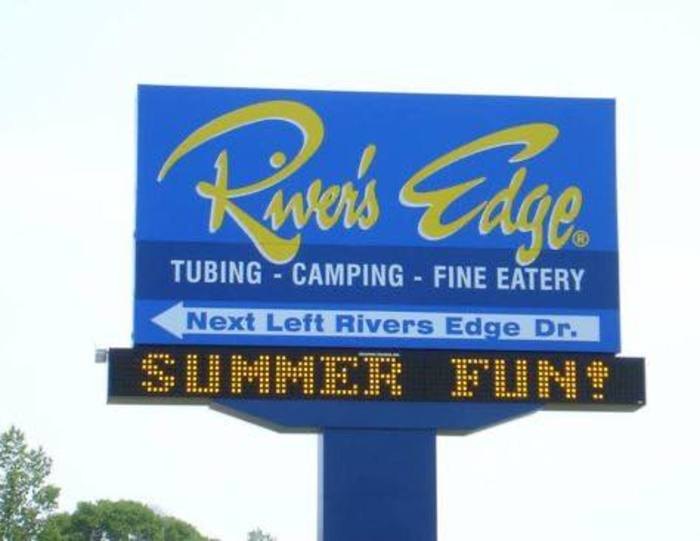 River's Edge®
TUBING - CAMPING - FINE EATERY
Next Left Rivers Edge Dr.
SUMMER FUN!